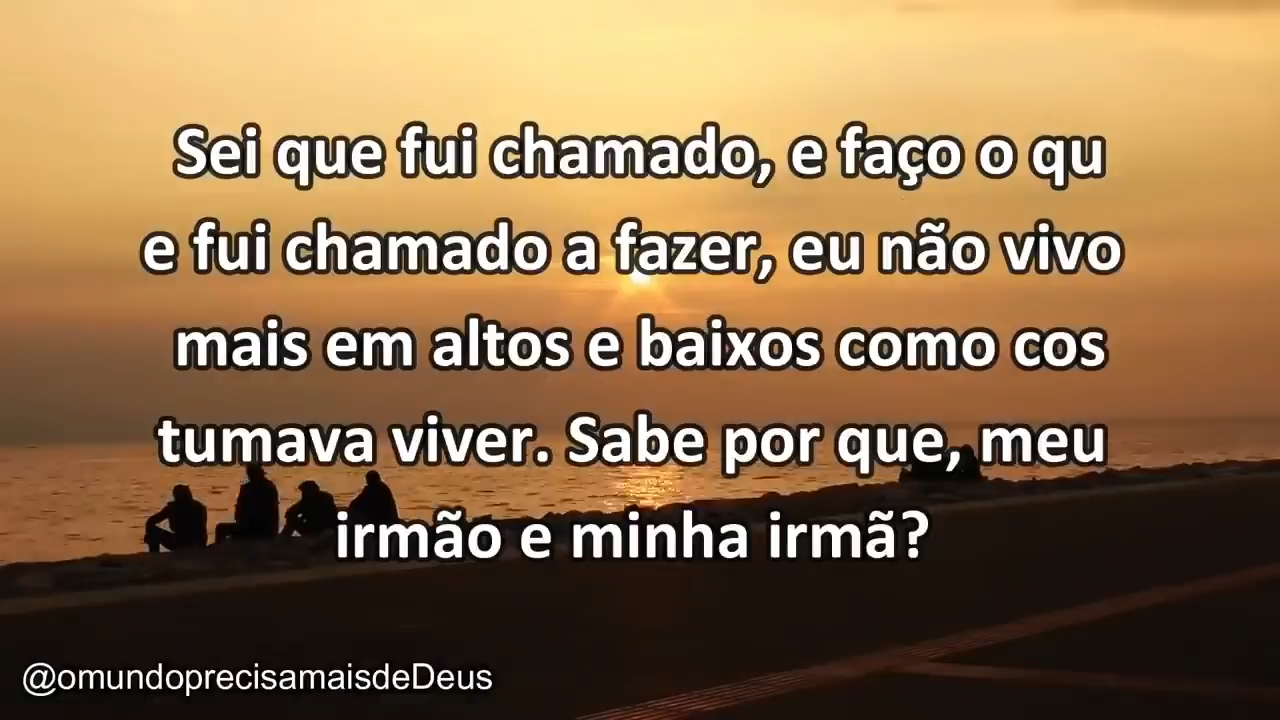 Sei que fui chamado, e faço o qu
e fui chamado a fazer, eu não vivo
mais em altos e baixos como cos
tumava viver. Sabe por que, meu
irmão e minha irmã?
@omundoprecisamaisdeDeus